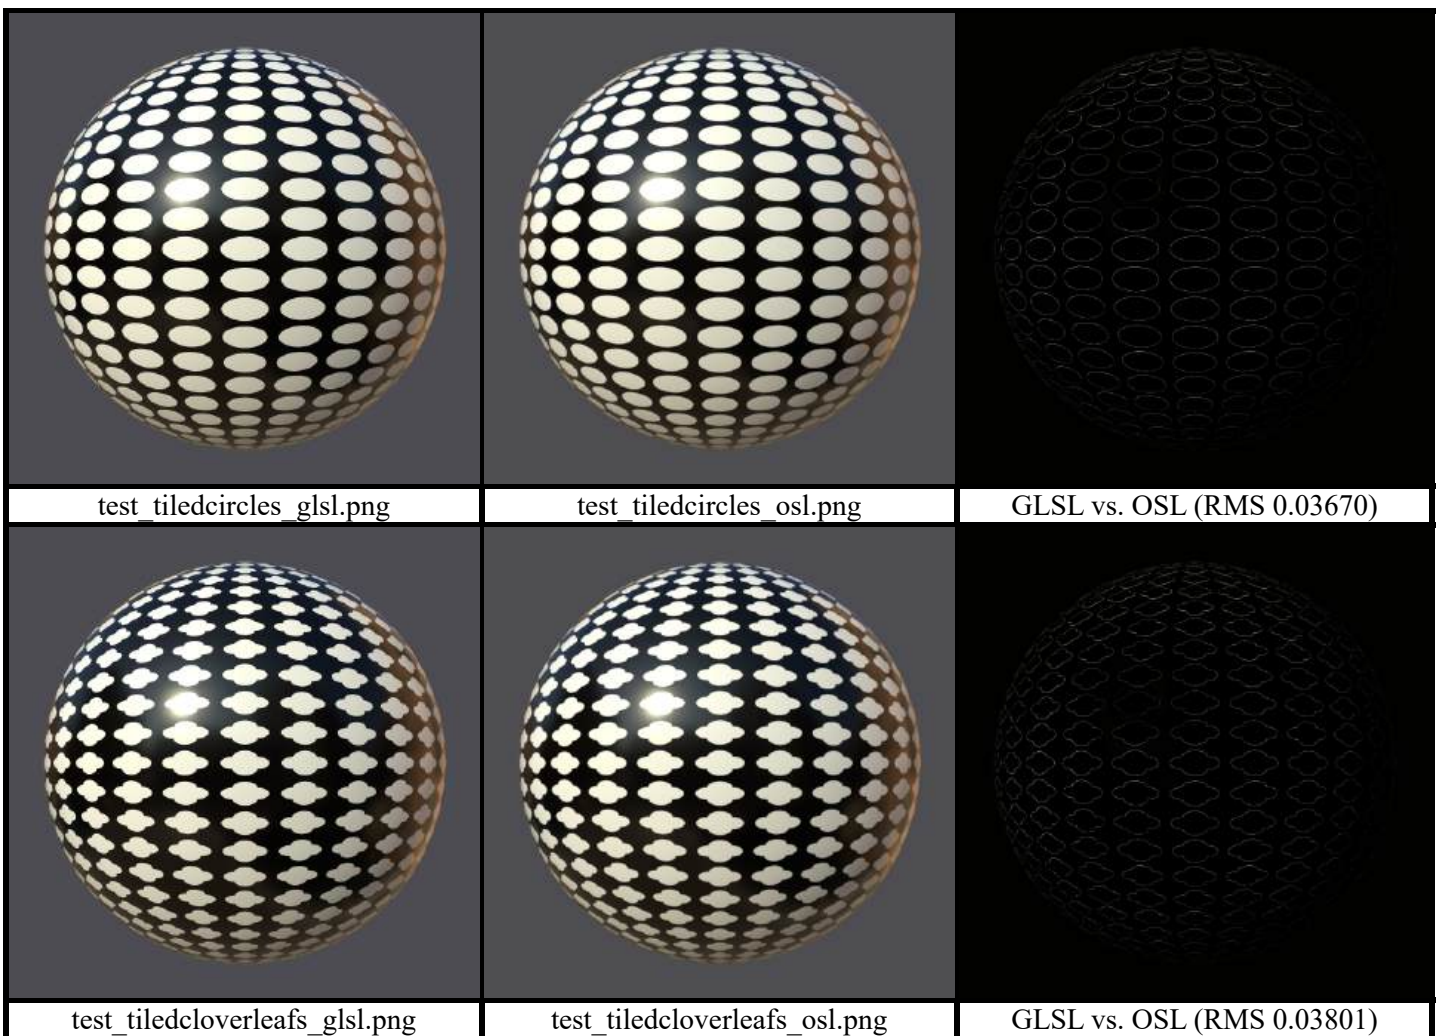 test_tiledcircles_glsl.png
test_tiledcircles_osl.png
GLSL vs. OSL (RMS 0.03670)
test_tiledcloverleafs_glsl.png
test_tiledcloverleafs_osl.png
GLSL vs. OSL (RMS 0.03801)